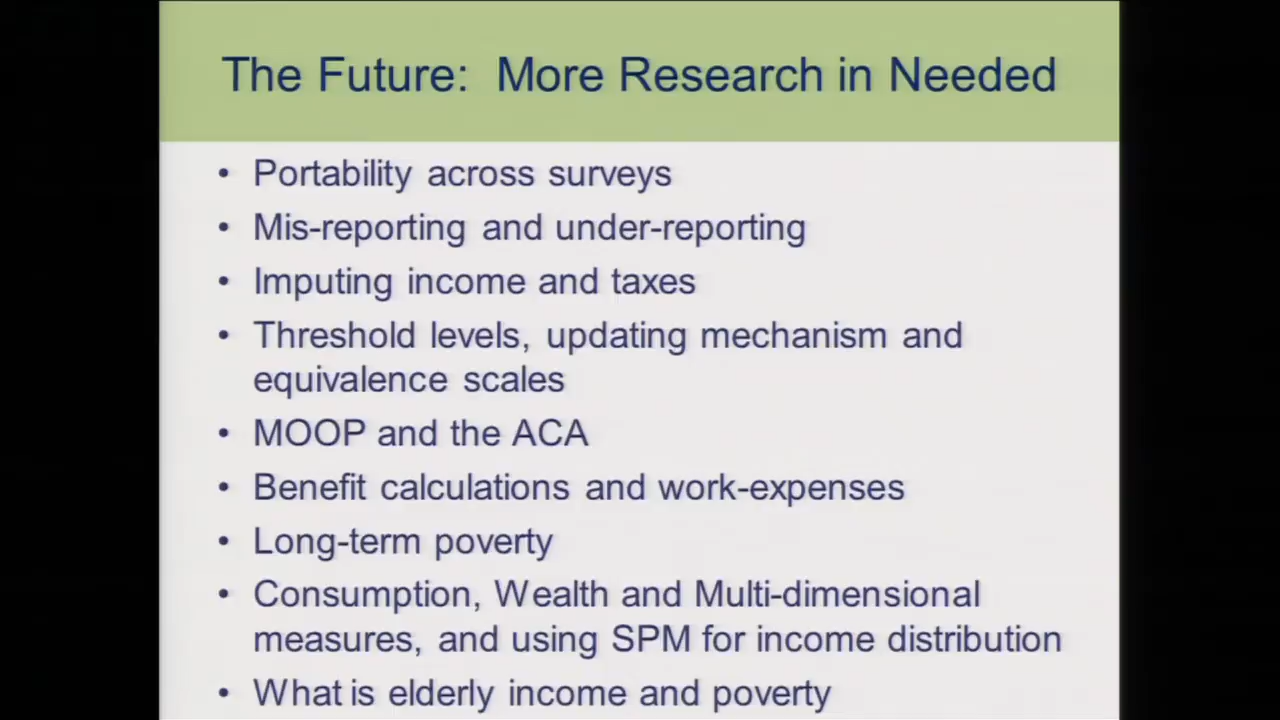 The Future: More Research in Needed
• Portability across surveys
• Mis-reporting and under-reporting
• Imputing income and taxes
• Threshold levels, updating mechanism and
equivalence scales
• MOOP and the ACA
• Benefit calculations and work-expenses
• Long-term poverty
• Consumption, Wealth and Multi-dimensional
measures, and using SPM for income distribution
• What is elderly income and poverty